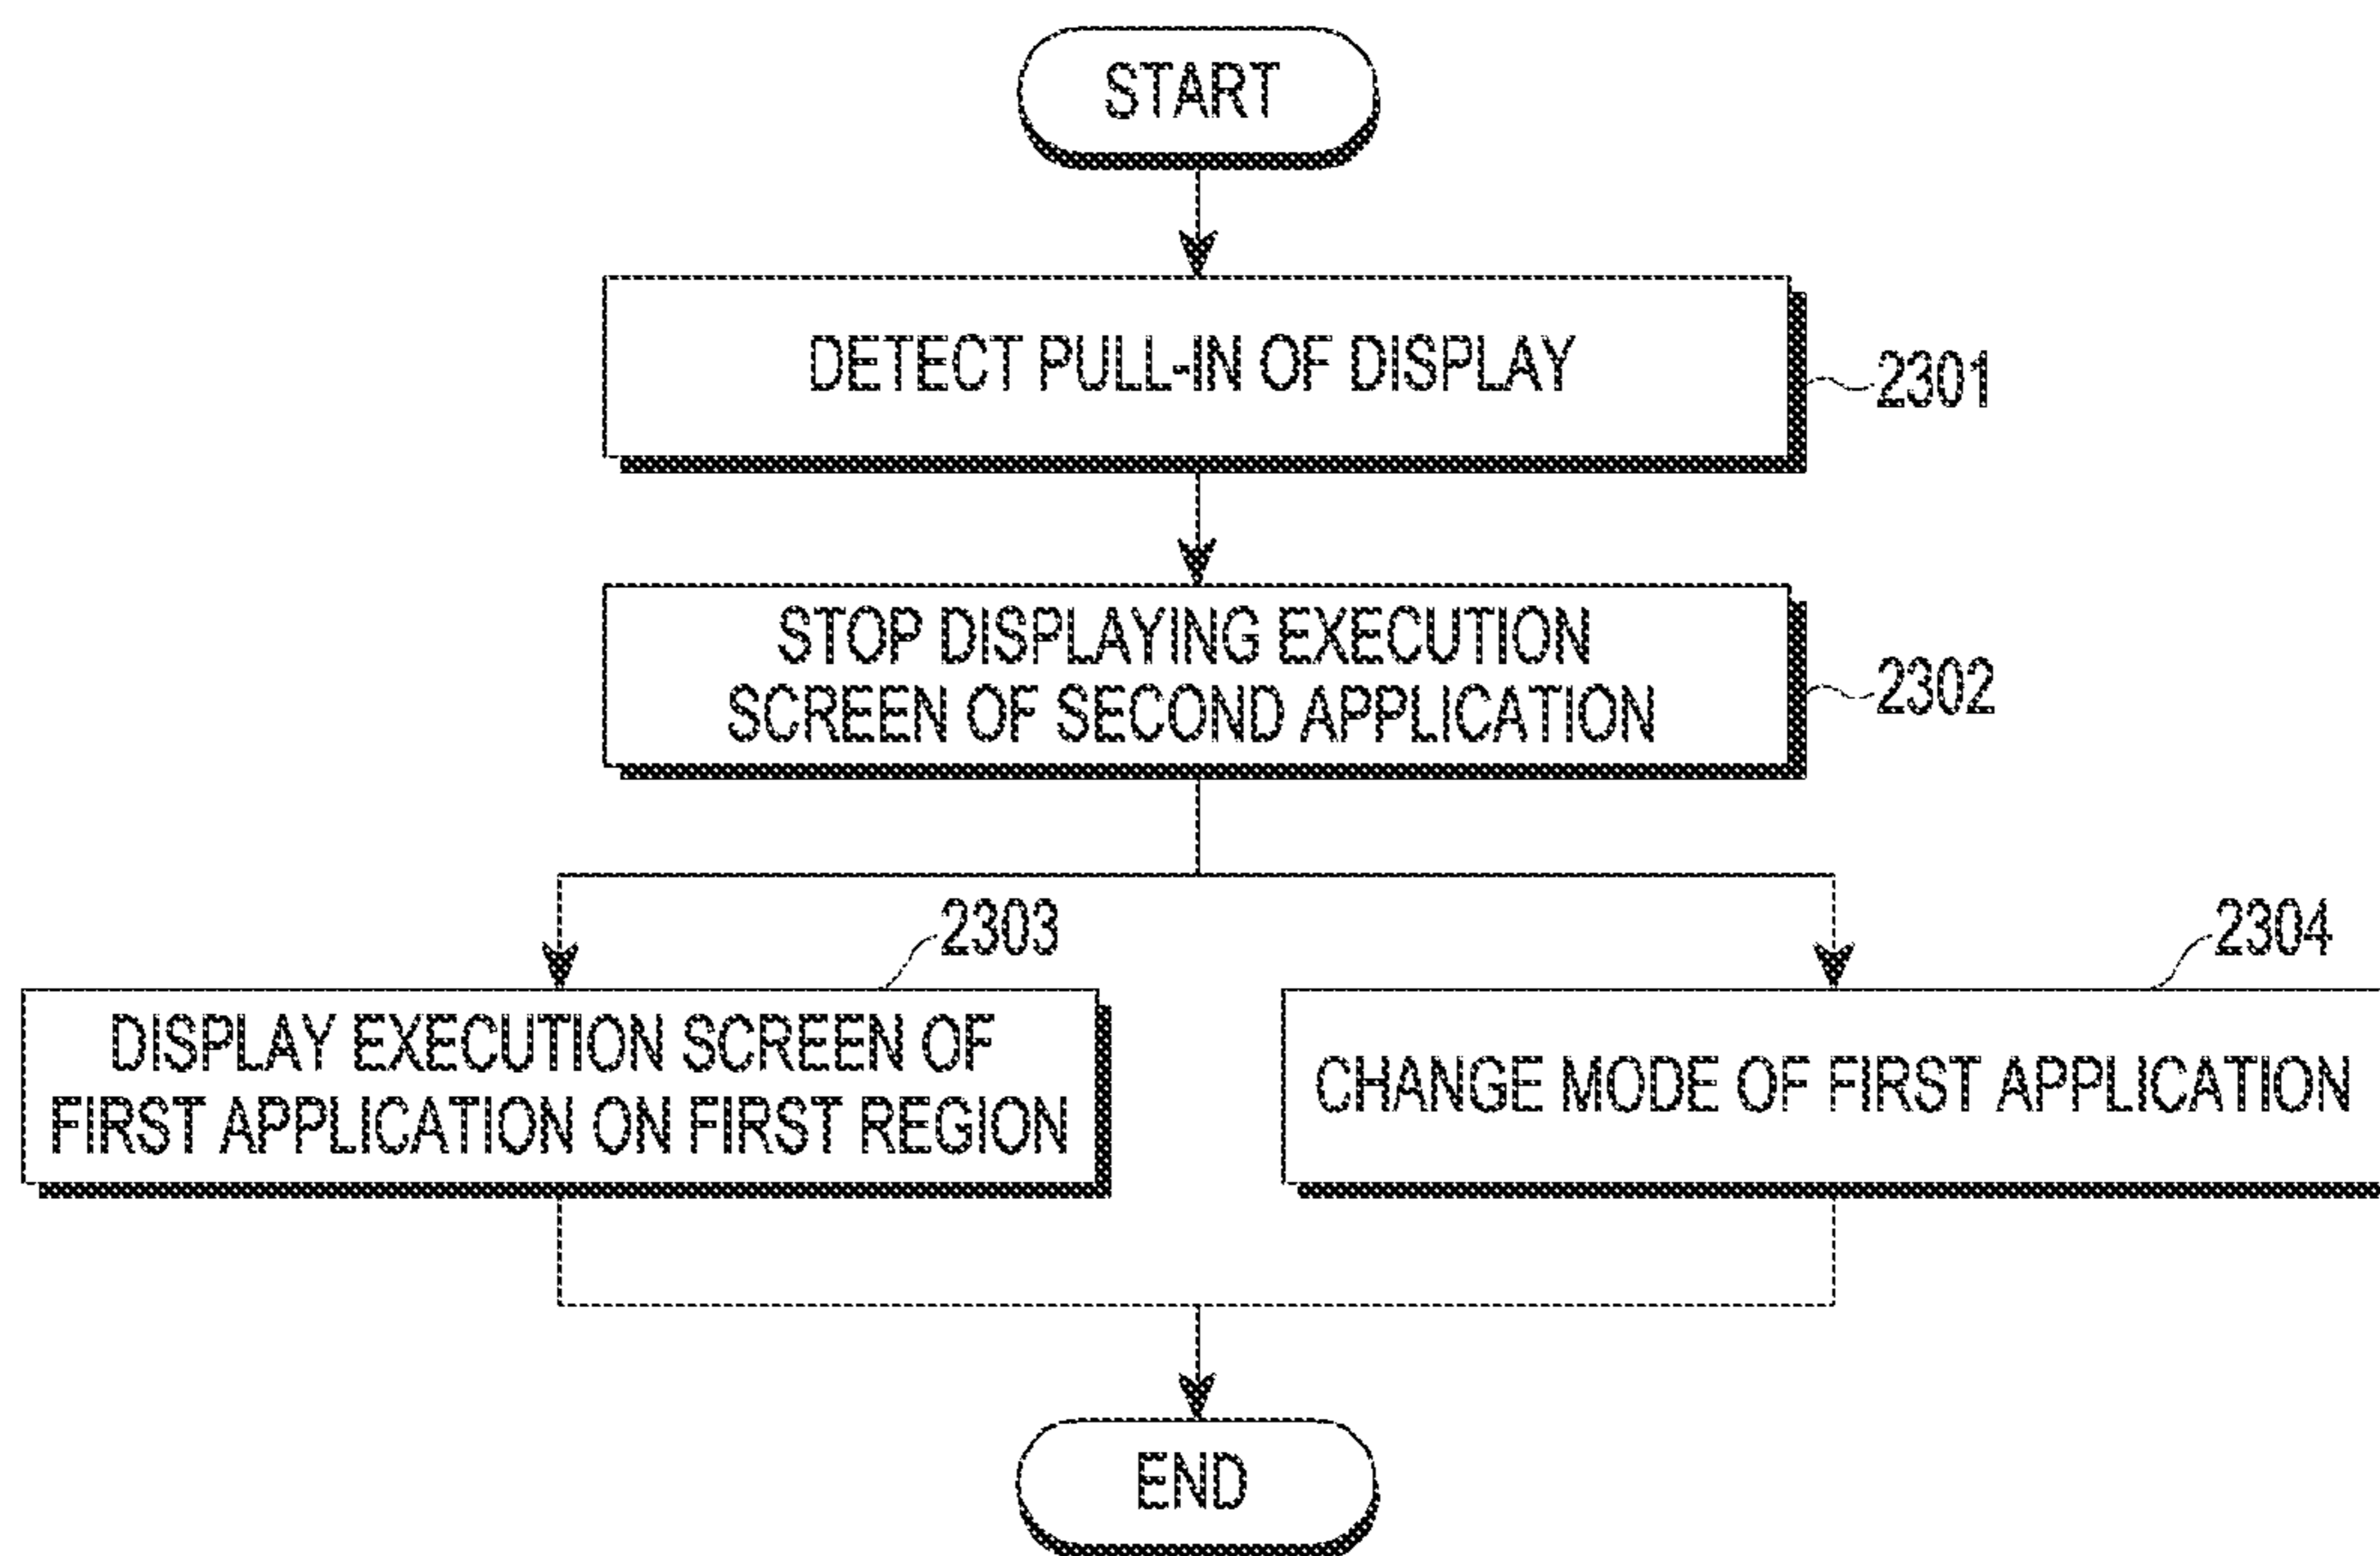 START
DETECT PULL-IN OF DISPLAY
2301
STOP DISPLAYING EXECUTION
SCREEN OF SECOND APPLICATION
2302
2303
DISPLAY EXECUTION SCREEN OF
FIRST APPLICATION ON FIRST REGION
2304
CHANGE MODE OF FIRST APPLICATION
END